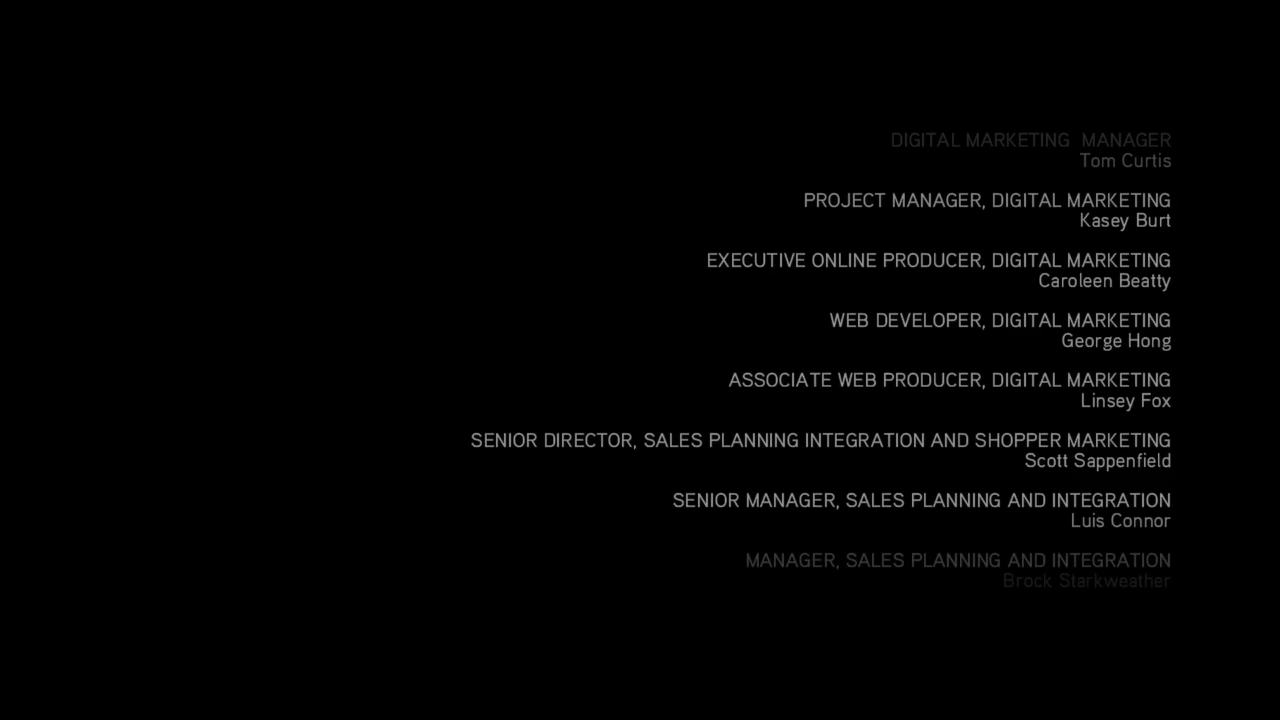 DIGITAL MARKETING  MANAGER
Tom Curtis
PROJECT MANAGER, DIGITAL MARKETING
Kasey Burt
EXECUTIVE ONLINE PRODUCER, DIGITAL MARKETING
Caroleen Beatty
WEB DEVELOPER, DIGITAL MARKETING
George Hong
ASSOCIATE WEB PRODUCER, DIGITAL MARKETING
Linsey Fox
SENIOR DIRECTOR, SALES PLANNING INTEGRATION AND SHOPPER MARKETING
Scott Sappenfield
SENIOR MANAGER, SALES PLANNING AND INTEGRATION
Luis Connor
MANAGER, SALES PLANNING AND INTEGRATION
Brock Starkweather